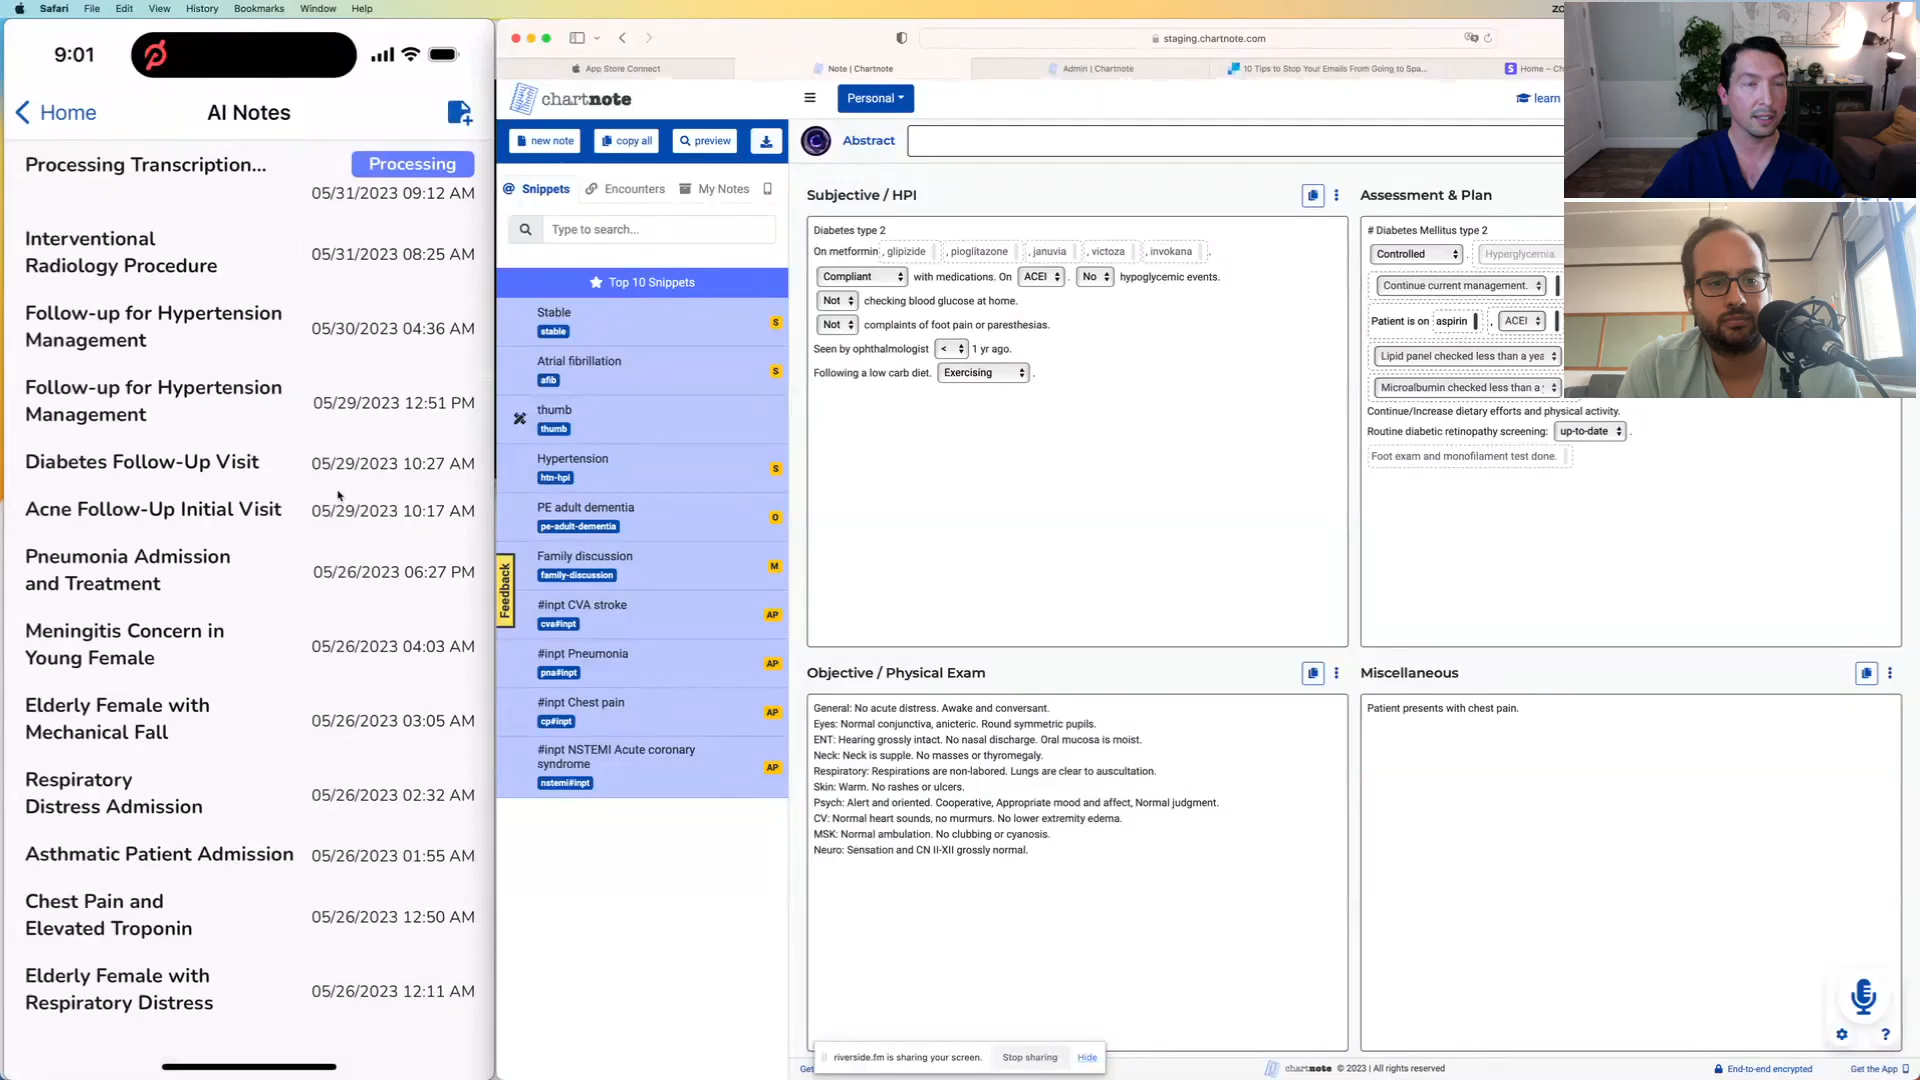 Safari File Edit View History Bookmarks Window Help
9:01
Home
AI Notes
Processing Transcription...
Processing
05/31/2023 09:12 AM
Interventional
Radiology Procedure
05/31/2023 08:25 AM
Follow-up for Hypertension
Management
05/30/2023 04:36 AM
Follow-up for Hypertension
Management
05/29/2023 12:51 PM
Diabetes Follow-Up Visit
05/29/2023 10:27 AM
Acne Follow-Up Initial Visit
05/29/2023 10:17 AM
Pneumonia Admission
and Treatment
05/26/2023 06:27 PM
Meningitis Concern in
Young Female
05/26/2023 04:03 AM
Elderly Female with
Mechanical Fall
05/26/2023 03:05 AM
Respiratory
Distress Admission
05/26/2023 02:32 AM
Asthmatic Patient Admission
05/26/2023 01:55 AM
Chest Pain and
Elevated Troponin
05/26/2023 12:50 AM
Elderly Female with
Respiratory Distress
05/26/2023 12:11 AM
staging.chartnote.com
App Store Connect
Note | Chartnote
Admin | Chartnote
10 Tips to Stop Your Emails From Going to Spa...
Home – Ch
chartnote
Personal
learn
new note
copy all
preview
Abstract
Snippets
Encounters
My Notes
Type to search...
Top 10 Snippets
Stable
stable
S
Atrial fibrillation
afib
S
thumb
thumb
Hypertension
htn-hpi
S
PE adult dementia
pe-adult-dementia
O
Family discussion
family-discussion
M
#inpt CVA stroke
cva#inpt
AP
#inpt Pneumonia
pna#inpt
AP
#inpt Chest pain
cp#inpt
AP
#inpt NSTEMI Acute coronary
syndrome
nstemi#inpt
AP
Feedback
Subjective / HPI
Diabetes type 2
On metformin , glipizide , pioglitazone , januvia , victoza , invokana .
Compliant with medications. On ACEI . No hypoglycemic events.
Not checking blood glucose at home.
Not complaints of foot pain or paresthesias.
Seen by ophthalmologist < 1 yr ago.
Following a low carb diet. Exercising .
Assessment & Plan
# Diabetes Mellitus type 2
Controlled . Hyperglycemia.
Continue current management.
Patient is on aspirin , ACEI
Lipid panel checked less than a yea
Microalbumin checked less than a
Continue/Increase dietary efforts and physical activity.
Routine diabetic retinopathy screening: up-to-date .
Foot exam and monofilament test done.
Objective / Physical Exam
General: No acute distress. Awake and conversant.
Eyes: Normal conjunctiva, anicteric. Round symmetric pupils.
ENT: Hearing grossly intact. No nasal discharge. Oral mucosa is moist.
Neck: Neck is supple. No masses or thyromegaly.
Respiratory: Respirations are non-labored. Lungs are clear to auscultation.
Skin: Warm. No rashes or ulcers.
Psych: Alert and oriented. Cooperative, Appropriate mood and affect, Normal judgment.
CV: Normal heart sounds, no murmurs. No lower extremity edema.
MSK: Normal ambulation. No clubbing or cyanosis.
Neuro: Sensation and CN II-XII grossly normal.
Miscellaneous
Patient presents with chest pain.
?
riverside.fm is sharing your screen.
Stop sharing
Hide
Get
chartnote © 2023 | All rights reserved
End-to-end encrypted
Get the App